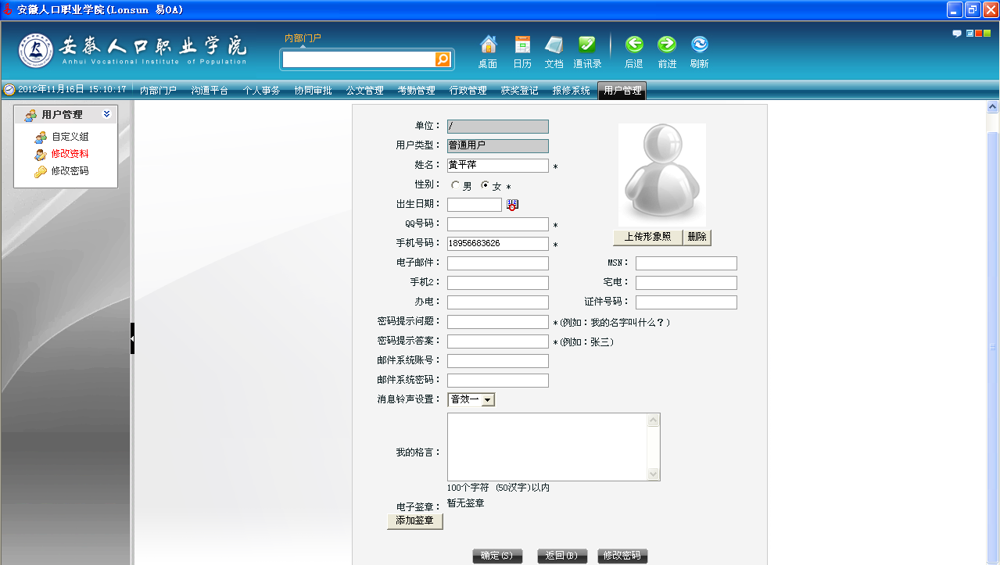 安徽人口职业学院(Lonsun 易OA)
安徽人口职业学院
Anhui Vocational Institute of Population
内部门户
桌面 日历 文档 通讯录 后退 前进 刷新
2012年11月16日 15:10:17 内部门户 沟通平台 个人事务 协同审批 公文管理 考勤管理 行政管理 获奖登记 报修系统 用户管理
用户管理
自定义组
修改资料
修改密码
单位： /
用户类型： 普通用户
姓名： 黄平萍 *
性别： 男 女 *
出生日期：
QQ号码： *
上传形象照 删除
手机号码： 18956683626 *
电子邮件： MSN：
手机2： 宅电：
办电： 证件号码：
密码提示问题： *(例如：我的名字叫什么？)
密码提示答案： *(例如：张三)
邮件系统账号：
邮件系统密码：
消息铃声设置： 音效一
我的格言：
100个字符 (50汉字)以内
电子签章： 暂无签章
添加签章
确定(S) 返回(B) 修改密码